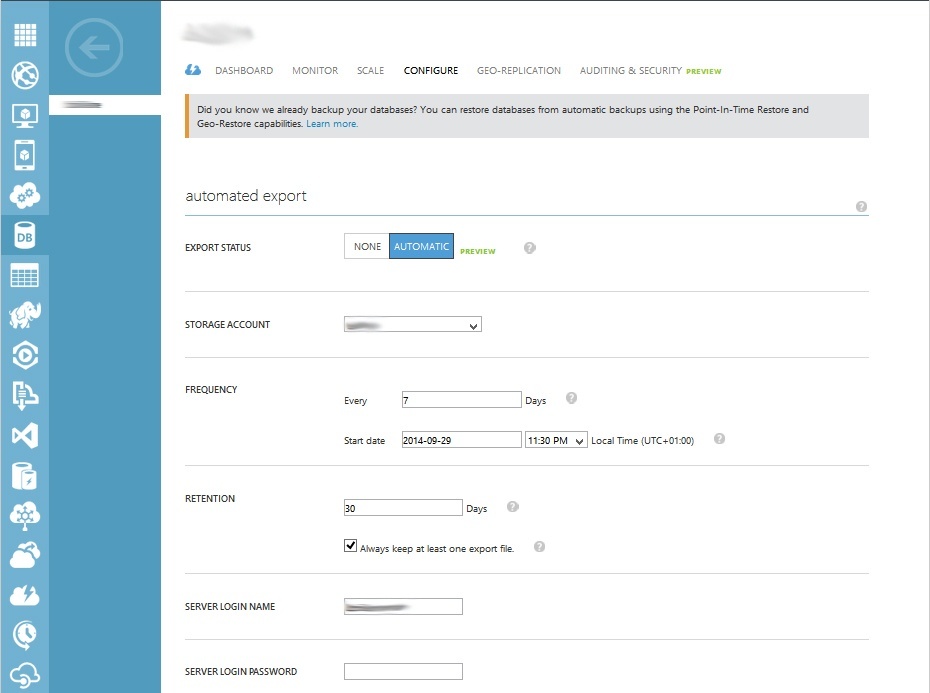 DASHBOARD MONITOR SCALE CONFIGURE GEO-REPLICATION AUDITING & SECURITY PREVIEW
Did you know we already backup your databases? You can restore databases from automatic backups using the Point-In-Time Restore and
Geo-Restore capabilities. Learn more.
automated export
?
DB
EXPORT STATUS NONE AUTOMATIC PREVIEW ?
STORAGE ACCOUNT
FREQUENCY
Every 7 Days ?
Start date 2014-09-29 11:30 PM Local Time (UTC+01:00) ?
RETENTION
30 Days ?
Always keep at least one export file. ?
SERVER LOGIN NAME
SERVER LOGIN PASSWORD